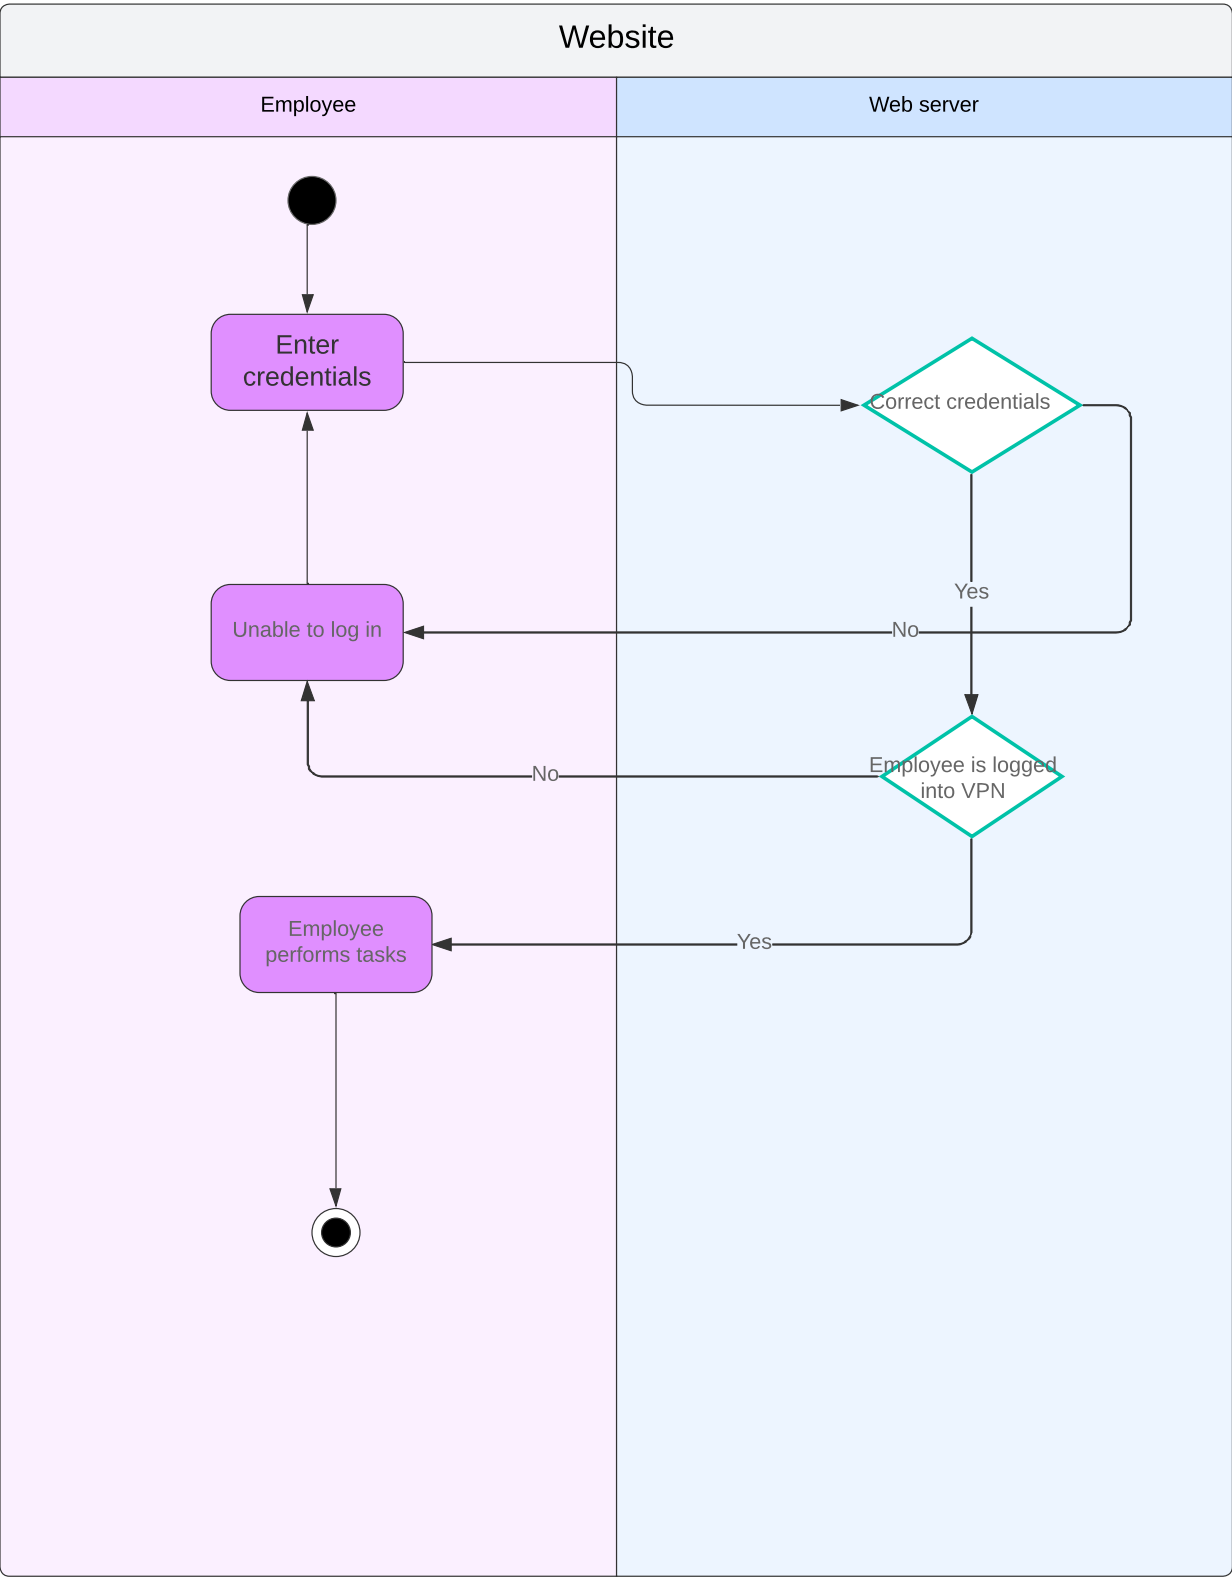 Website
Employee
Web server
Enter
credentials
Correct credentials
Yes
Unable to log in
No
Employee is logged
into VPN
No
Employee
performs tasks
Yes